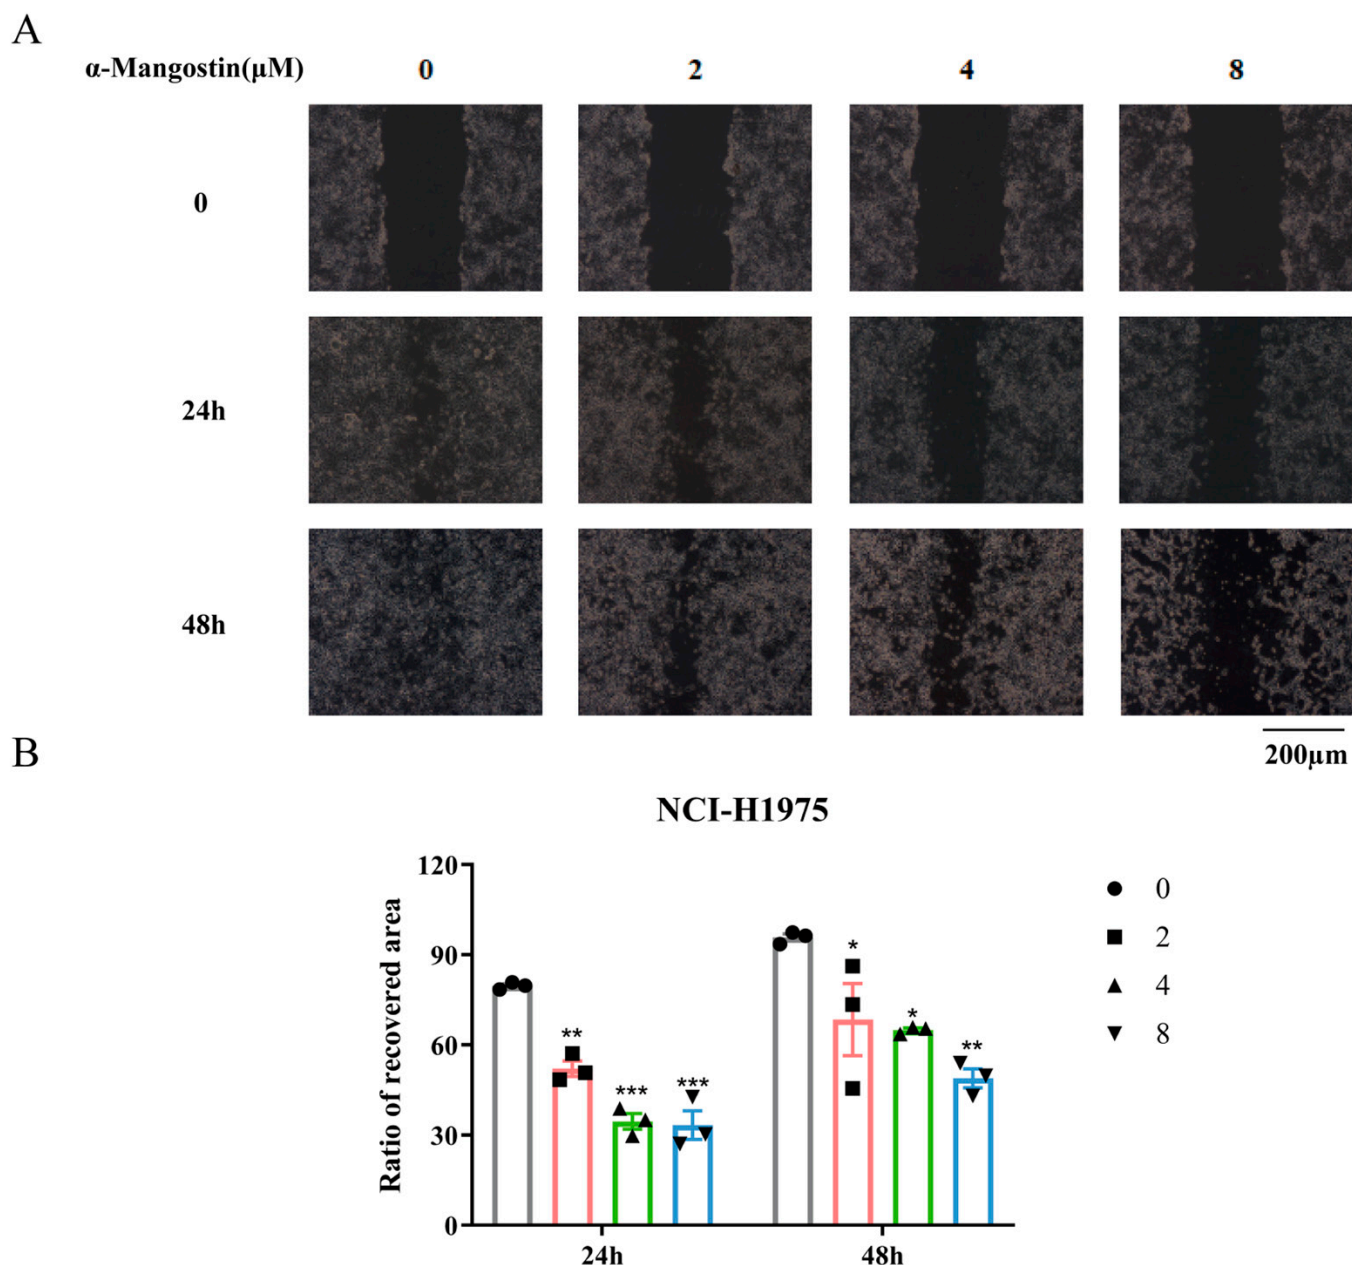 A
α-Mangostin(μM) 0 2 4 8
0
24h
48h
200μm
B
NCI-H1975
120
90
60
30
0
Ratio of recovered area
**
***
***
*
*
**
24h 48h
0
2
4
8